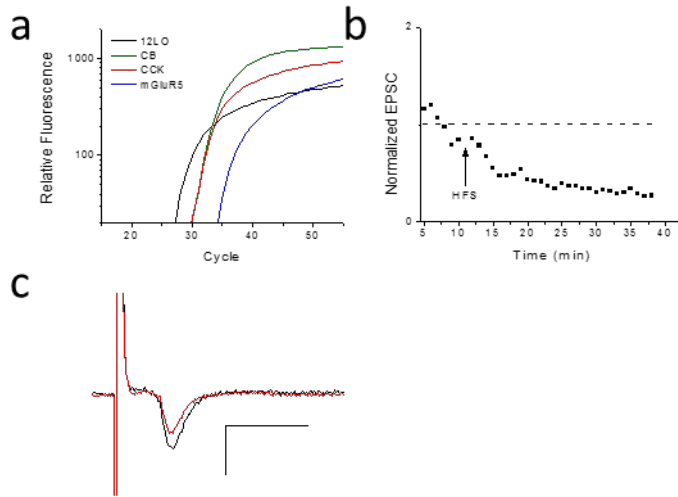 a
12LO
CB
CCK
mGluR5
1000
100
Relative Fluorescence
20
30
40
50
Cycle
b
2
1
0
Normalized EPSC
HFS
5
10
15
20
25
30
35
40
Time (min)
c